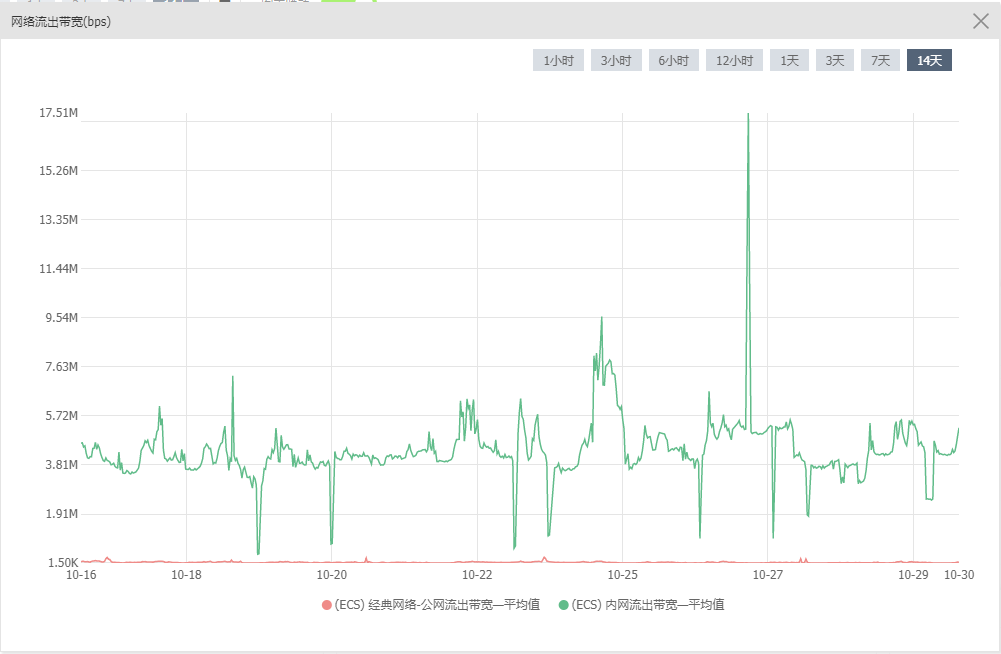 网络流出带宽(bps)
1小时 3小时 6小时 12小时 1天 3天 7天 14天
17.51M
15.26M
13.35M
11.44M
9.54M
7.63M
5.72M
3.81M
1.91M
1.50K
10-16 10-18 10-20 10-22 10-25 10-27 10-29 10-30
(ECS) 经典网络-公网流出带宽—平均值 (ECS) 内网流出带宽—平均值